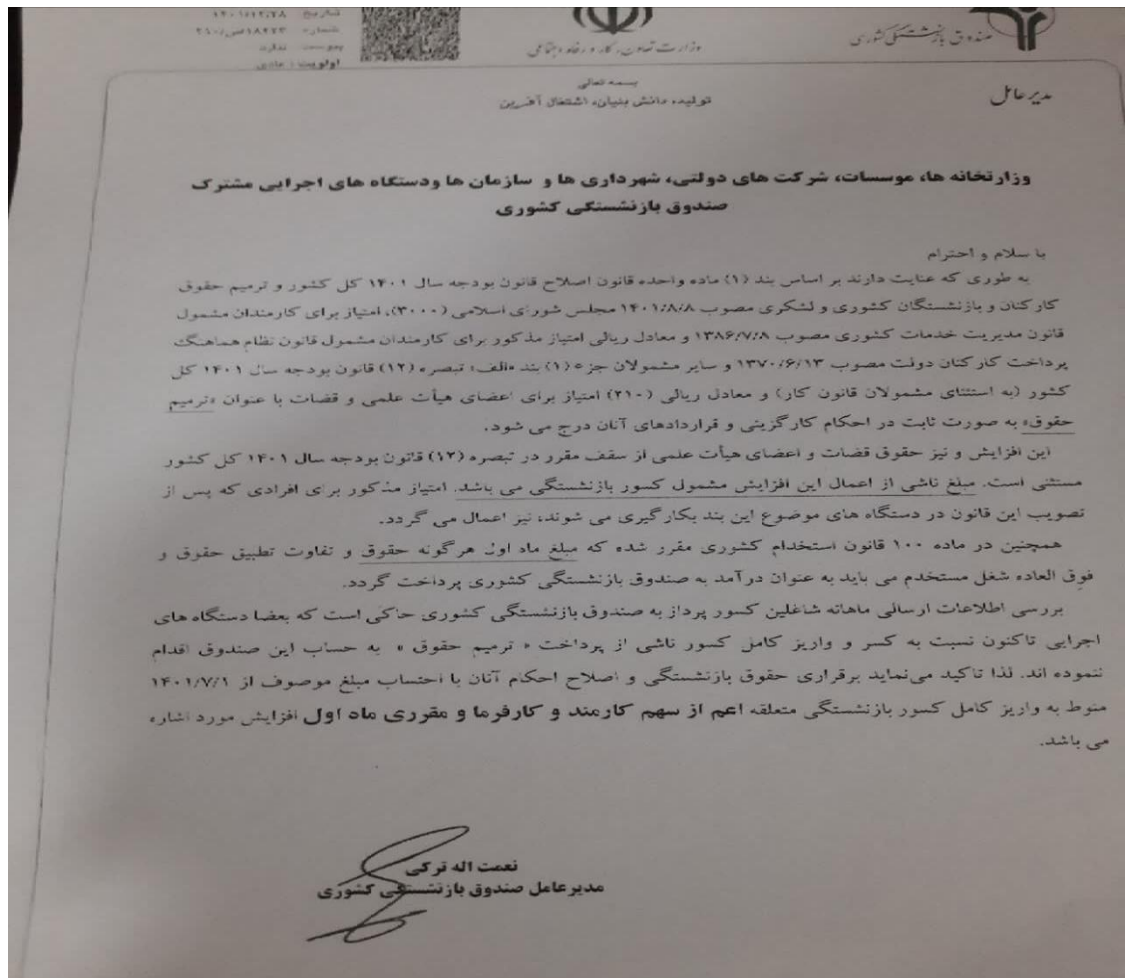 صندوق بازنشستگی کشوری
وزارت تعاون، کار و رفاه اجتماعی
تاریخ
شماره
پیوست: ندارد
اولویت: عادی
مدیر عامل
بسمه تعالی
تولید، دانش بنیان، اشتغال آفرین
وزارتخانه ها، موسسات، شرکت های دولتی، شهرداری ها و سازمان ها ودستگاه های اجرایی مشترک
صندوق بازنشستگی کشوری
با سلام و احترام
به طوری که عنایت دارند بر اساس بند (۱) ماده واحده قانون اصلاح قانون بودجه سال ۱۴۰۱ کل کشور و ترمیم حقوق
کارکنان و بازنشستگان کشوری و لشکری مصوب ۱۴۰۱/۸/۸ مجلس شورای اسلامی (۳۰۰۰)، امتیاز برای کارمندان مشمول
قانون مدیریت خدمات کشوری مصوب ۱۳۸۶/۷/۸ و معادل ریالی امتیاز مذکور برای کارمندان مشمول قانون نظام هماهنگ
پرداخت کارکنان دولت مصوب ۱۳۷۰/۶/۱۳ و سایر مشمولان جزء (۱) بند «الف» تبصره (۱۲) قانون بودجه سال ۱۴۰۱ کل
کشور (به استثنای مشمولان قانون کار) و معادل ریالی (۲۱۰) امتیاز برای اعضای هیأت علمی و قضات با عنوان «ترمیم
حقوق» به صورت ثابت در احکام کارگزینی و قراردادهای آنان درج می شود.
این افزایش و نیز حقوق قضات و اعضای هیأت علمی از سقف مقرر در تبصره (۱۲) قانون بودجه سال ۱۴۰۱ کل کشور
مستثنی است. مبلغ ناشی از اعمال این افزایش مشمول کسور بازنشستگی می باشد. امتیاز مذکور برای افرادی که پس از
تصویب این قانون در دستگاه های موضوع این بند بکارگیری می شوند، نیز اعمال می گردد.
همچنین در ماده ۱۰۰ قانون استخدام کشوری مقرر شده که مبلغ ماه اول هرگونه حقوق و تفاوت تطبیق حقوق و
فوق العاده شغل مستخدم می باید به عنوان درآمد به صندوق بازنشستگی کشوری پرداخت گردد.
بررسی اطلاعات ارسالی ماهانه شاغلین کسور پرداز به صندوق بازنشستگی کشوری حاکی است که بعضا دستگاه های
اجرایی تاکنون نسبت به کسر و واریز کامل کسور ناشی از پرداخت « ترمیم حقوق » به حساب این صندوق اقدام
ننموده اند. لذا تاکید می‌نماید برقراری حقوق بازنشستگی و اصلاح احکام آنان با احتساب مبلغ موصوف از ۱۴۰۱/۷/۱
منوط به واریز کامل کسور بازنشستگی متعلقه اعم از سهم کارمند و کارفرما و مقرری ماه اول افزایش مورد اشاره
می باشد.
نعمت اله ترکی
مدیرعامل صندوق بازنشستگی کشوری